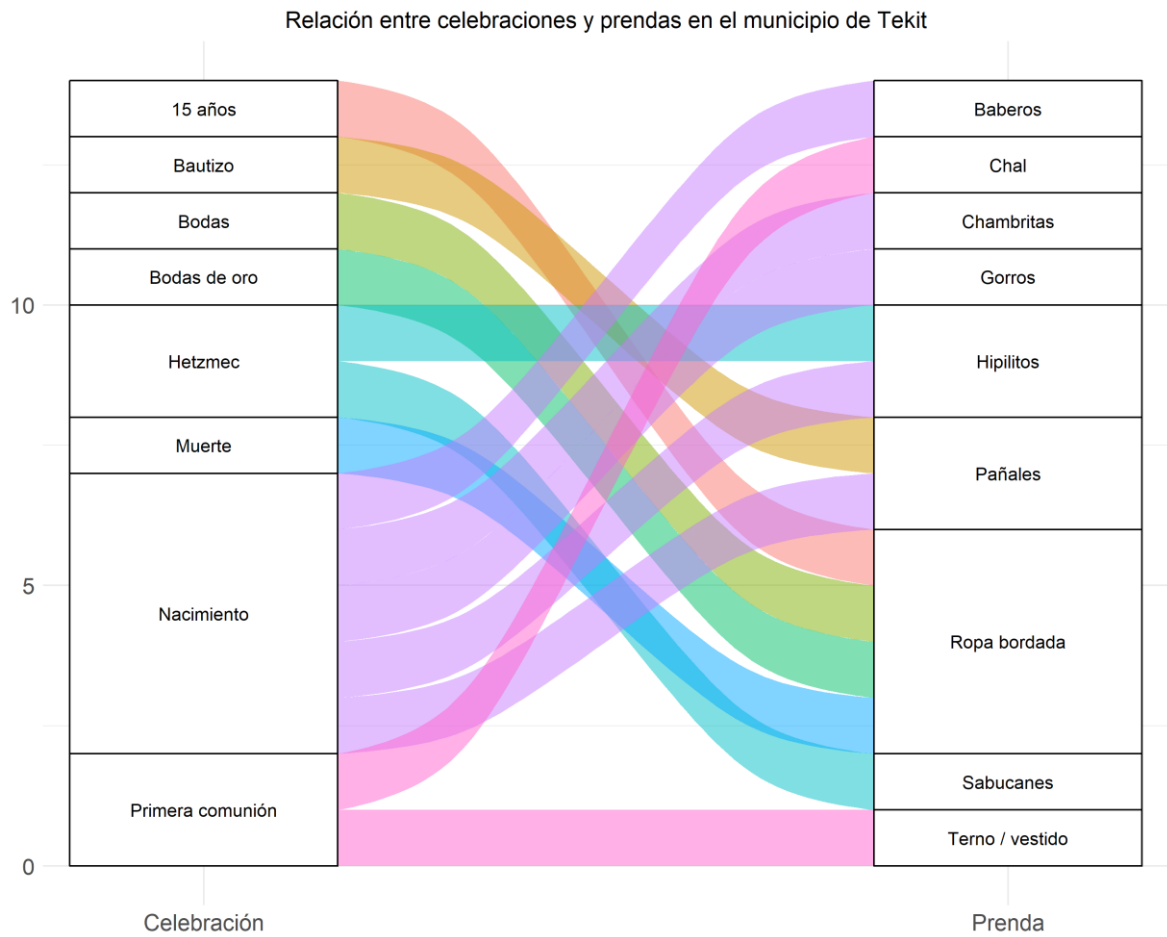 Relación entre celebraciones y prendas en el municipio de Tekit
15 años
Bautizo
Bodas
Bodas de oro
Hetzmec
Muerte
Nacimiento
Primera comunión
Baberos
Chal
Chambritas
Gorros
Hipilitos
Pañales
Ropa bordada
Sabucanes
Terno / vestido
10
5
0
Celebración
Prenda